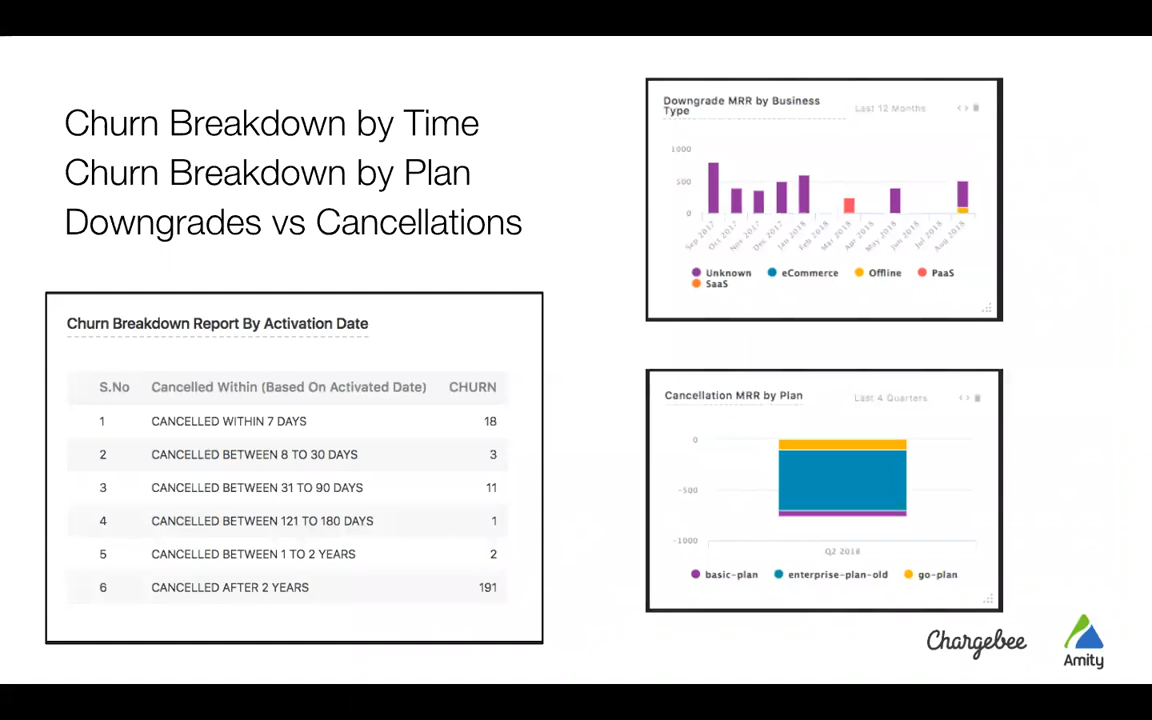 Churn Breakdown by Time
Churn Breakdown by Plan
Downgrades vs Cancellations
Churn Breakdown Report By Activation Date
S.No Cancelled Within (Based On Activated Date) CHURN
1 CANCELLED WITHIN 7 DAYS 18
2 CANCELLED BETWEEN 8 TO 30 DAYS 3
3 CANCELLED BETWEEN 31 TO 90 DAYS 11
4 CANCELLED BETWEEN 121 TO 180 DAYS 1
5 CANCELLED BETWEEN 1 TO 2 YEARS 2
6 CANCELLED AFTER 2 YEARS 191
Downgrade MRR by Business
Type
Last 12 Months
1000
500
0
Sep 2017 Oct 2017 Nov 2017 Dec 2017 Jan 2018 Feb 2018 Mar 2018 Apr 2018 May 2018 Jun 2018 Jul 2018 Aug 2018
Unknown eCommerce Offline PaaS
SaaS
Cancellation MRR by Plan Last 4 Quarters
0
-500
-1000
Q2 2018
basic-plan enterprise-plan-old go-plan
Chargebee
Amity